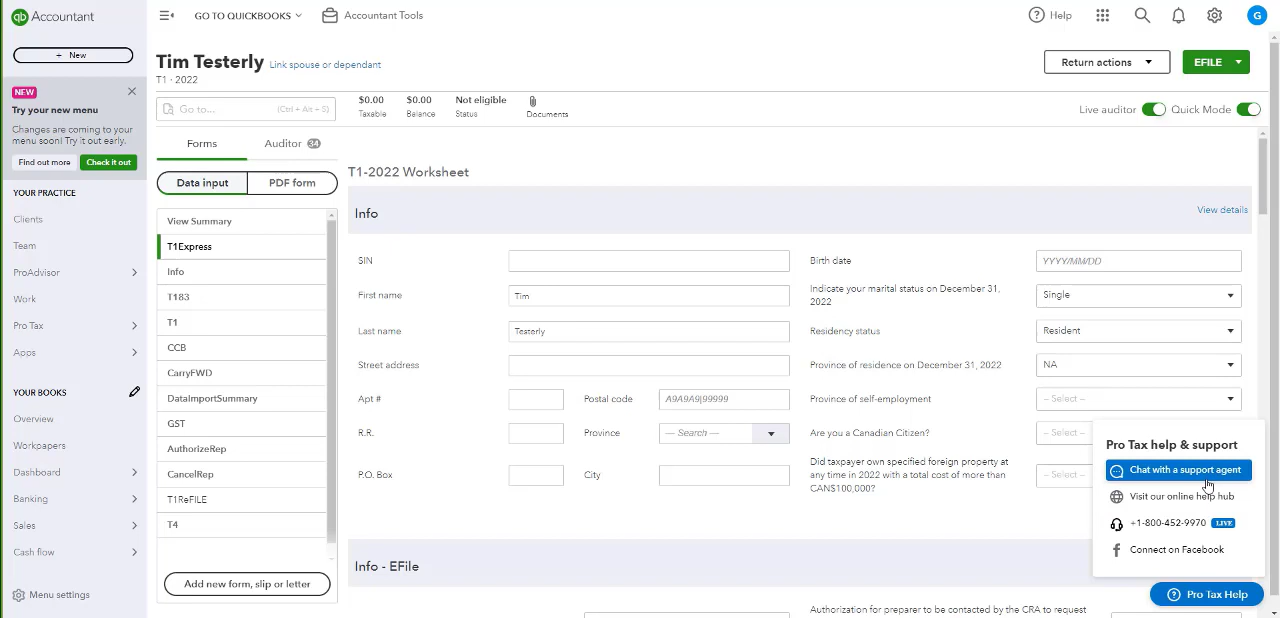 qb Accountant
GO TO QUICKBOOKS
Accountant Tools
Help
G
+ New
NEW
Try your new menu
Changes are coming to your
menu soon! Try it out early.
Find out more
Check it out
YOUR PRACTICE
Clients
Team
ProAdvisor
Work
Pro Tax
Apps
YOUR BOOKS
Overview
Workpapers
Dashboard
Banking
Sales
Cash flow
Menu settings
Tim Testerly
Link spouse or dependant
T1 · 2022
Return actions
EFILE
Go to...
(Ctrl + Alt + S)
$0.00
Taxable
$0.00
Balance
Not eligible
Status
Documents
Live auditor
Quick Mode
Forms
Auditor 34
Data input
PDF form
View Summary
T1Express
Info
T183
T1
CCB
CarryFWD
DataImportSummary
GST
AuthorizeRep
CancelRep
T1ReFILE
T4
Add new form, slip or letter
T1-2022 Worksheet
Info
View details
SIN
First name
Tim
Last name
Testerly
Street address
Apt #
Postal code
A9A9A9|99999
R.R.
Province
— Search —
P.O. Box
City
Birth date
YYYY/MM/DD
Indicate your marital status on December 31,
2022
Single
Residency status
Resident
Province of residence on December 31, 2022
NA
Province of self-employment
– Select –
Are you a Canadian Citizen?
– Select –
Did taxpayer own specified foreign property at
any time in 2022 with a total cost of more than
CAN$100,000?
– Select –
Info - EFile
Authorization for preparer to be contacted by the CRA to request
Pro Tax help & support
Chat with a support agent
Visit our online help hub
+1-800-452-9970 LIVE
Connect on Facebook
Pro Tax Help